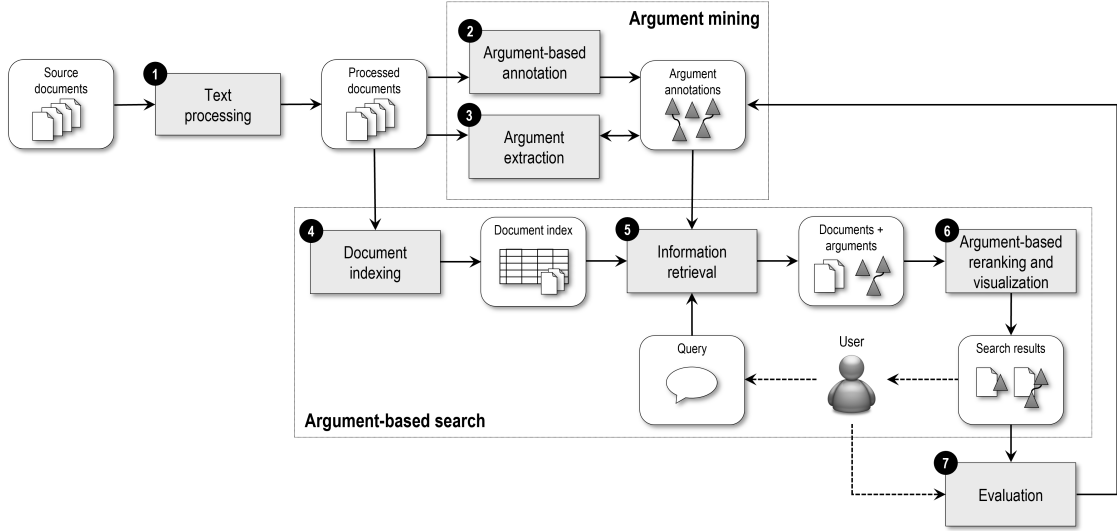 Argument mining
1
Source
documents
Text
processing
Processed
documents
2
Argument-based
annotation
3
Argument
extraction
Argument
annotations
4
Document
indexing
Document index
5
Information
retrieval
Documents +
arguments
6
Argument-based
reranking and
visualization
Query
User
Search results
Argument-based search
7
Evaluation